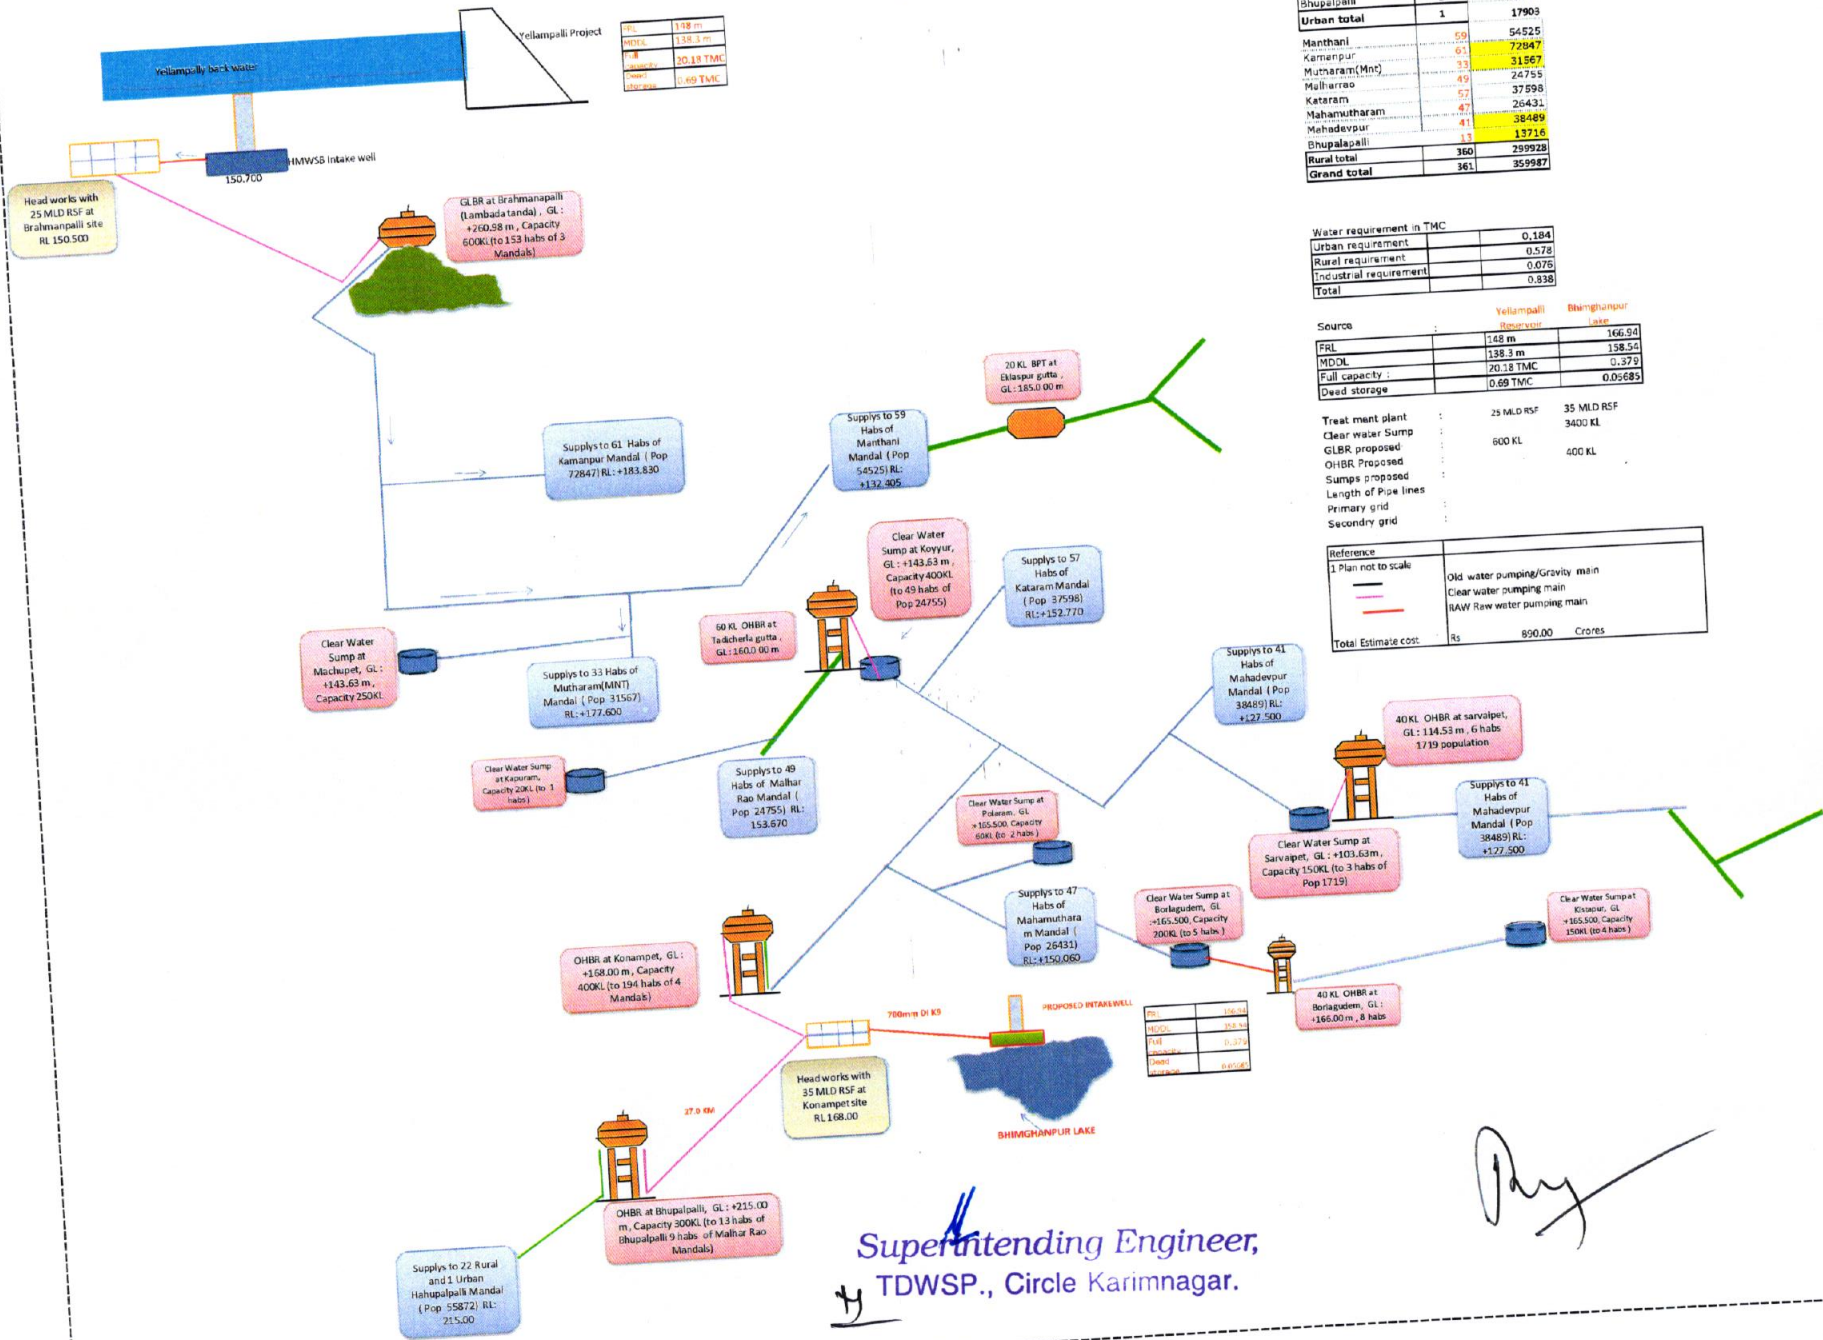 Yellampalli Project
Yellampally back water
FRL 148 m
MDDL 138.3 m
Full capacity 20.18 TMC
Dead storage 0.69 TMC
HMWSB Intake well
150.700
Head works with
25 MLD RSF at
Brahmanpalli site
RL 150.500
GLBR at Brahmanapalli
(Lambada tanda) , GL :
+260.98 m , Capacity
600KL (to 153 habs of 3
Mandals)
Bhupalpalli
Urban total 1 17903
Manthani 59 54525
Kamanpur 61 72847
Mutharam(Mnt) 33 31567
Malharrao 49 24755
Kataram 57 37598
Mahamutharam 47 26431
Mahadevpur 41 38489
Bhupalapalli 13 13716
Rural total 360 299928
Grand total 361 359987
Water requirement in TMC
Urban requirement 0.184
Rural requirement 0.578
Industrial requirement 0.076
Total 0.838
Source : Yellampalli Reservoir Bhimghanpur Lake
FRL 148 m 166.94
MDDL 138.3 m 158.54
Full capacity : 20.18 TMC 0.379
Dead storage 0.69 TMC 0.05685
Treat ment plant : 25 MLD RSF 35 MLD RSF
Clear water Sump : 3400 KL
GLBR proposed : 600 KL
OHBR Proposed : 400 KL
Sumps proposed :
Length of Pipe lines
Primary grid :
Secondry grid :
Reference
1 Plan not to scale
Old water pumping/Gravity main
Clear water pumping main
RAW Raw water pumping main
Total Estimate cost Rs 890.00 Crores
20 KL BPT at
Eklaspur gutta ,
GL : 185.0 00 m
Supplys to 61 Habs of
Kamanpur Mandal ( Pop
72847) RL: +183.830
Supplys to 59
Habs of
Manthani
Mandal ( Pop
54525) RL:
+132.405
Clear Water
Sump at Koyyur,
GL : +143.63 m ,
Capacity 400KL
(to 49 habs of
Pop 24755)
Supplys to 57
Habs of
Kataram Mandal
( Pop 37598)
RL: +152.770
60 KL OHBR at
Tadicherla gutta ,
GL : 160.0 00 m
Clear Water
Sump at
Machupet, GL :
+143.63 m ,
Capacity 250KL
Supplys to 33 Habs of
Mutharam(MNT)
Mandal ( Pop 31567)
RL: +177.600
Supplys to 41
Habs of
Mahadevpur
Mandal ( Pop
38489) RL:
+127.500
40 KL OHBR at sarvaipet,
GL : 114.53 m , 6 habs
1719 population
Clear Water Sump
at Kapuram,
Capacity 20KL (to 1
habs )
Supplys to 49
Habs of Malhar
Rao Mandal (
Pop 24755) RL:
153.670
Clear Water Sump at
Polaram, GL
:+165.500, Capacity
60KL (to 2 habs )
Clear Water Sump at
Sarvaipet, GL : +103.63m ,
Capacity 150KL (to 3 habs of
Pop 1719)
Supplys to 41
Habs of
Mahadevpur
Mandal ( Pop
38489) RL:
+127.500
Supplys to 47
Habs of
Mahamuthara
m Mandal (
Pop 26431)
RL: +150.060
Clear Water Sump at
Borlagudem, GL
:+165.500, Capacity
200KL (to 5 habs )
Clear Water Sump at
Kistapur, GL
:+165.500, Capacity
150KL (to 4 habs )
OHBR at Konampet, GL :
+168.00 m , Capacity
400KL (to 194 habs of 4
Mandals)
40 KL OHBR at
Borlagudem, GL :
+166.00 m , 8 habs
700mm DI K9
PROPOSED INTAKEWELL
FRL 166.94
MDDL 158.54
Full capacity 0.379
Dead storage 0.05685
Head works with
35 MLD RSF at
Konampet site
RL 168.00
BHIMGHANPUR LAKE
27.0 KM
OHBR at Bhupalpalli, GL : +215.00
m , Capacity 300KL (to 13 habs of
Bhupalpalli 9 habs of Malhar Rao
Mandals)
Supplys to 22 Rural
and 1 Urban
Hahupalpalli Mandal
( Pop 55872) RL:
215.00
Superintending Engineer,
TDWSP., Circle Karimnagar.